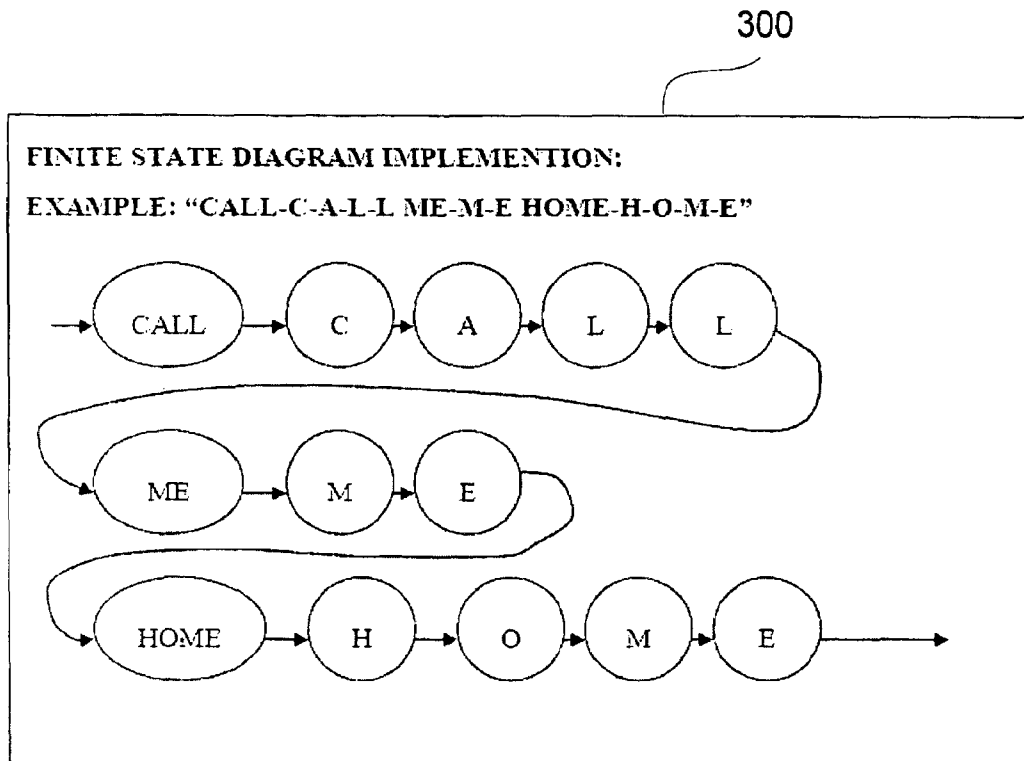 300
FINITE STATE DIAGRAM IMPLEMENTION:
EXAMPLE: “CALL-C-A-L-L ME-M-E HOME-H-O-M-E”
CALL C A L L
ME M E
HOME H O M E